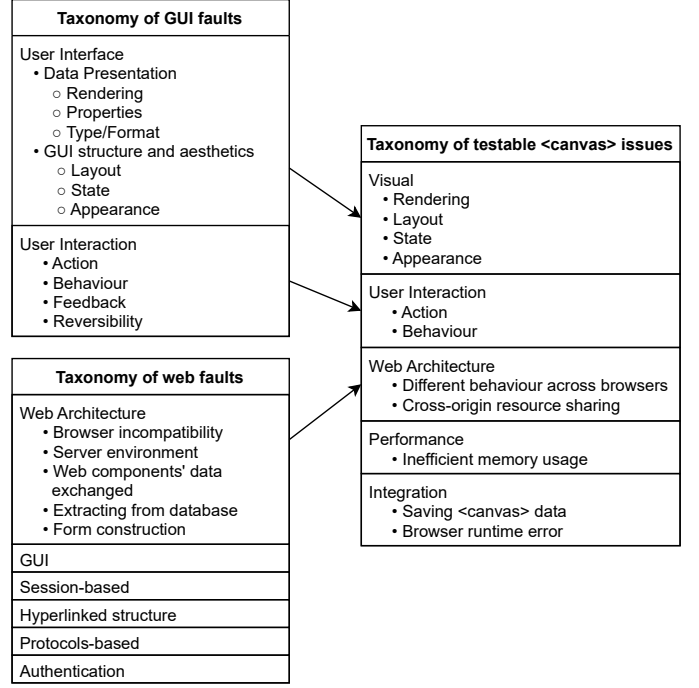 Taxonomy of GUI faults
User Interface
• Data Presentation
○ Rendering
○ Properties
○ Type/Format
• GUI structure and aesthetics
○ Layout
○ State
○ Appearance
User Interaction
• Action
• Behaviour
• Feedback
• Reversibility
Taxonomy of web faults
Web Architecture
• Browser incompatibility
• Server environment
• Web components' data
exchanged
• Extracting from database
• Form construction
GUI
Session-based
Hyperlinked structure
Protocols-based
Authentication
Taxonomy of testable <canvas> issues
Visual
• Rendering
• Layout
• State
• Appearance
User Interaction
• Action
• Behaviour
Web Architecture
• Different behaviour across browsers
• Cross-origin resource sharing
Performance
• Inefficient memory usage
Integration
• Saving <canvas> data
• Browser runtime error